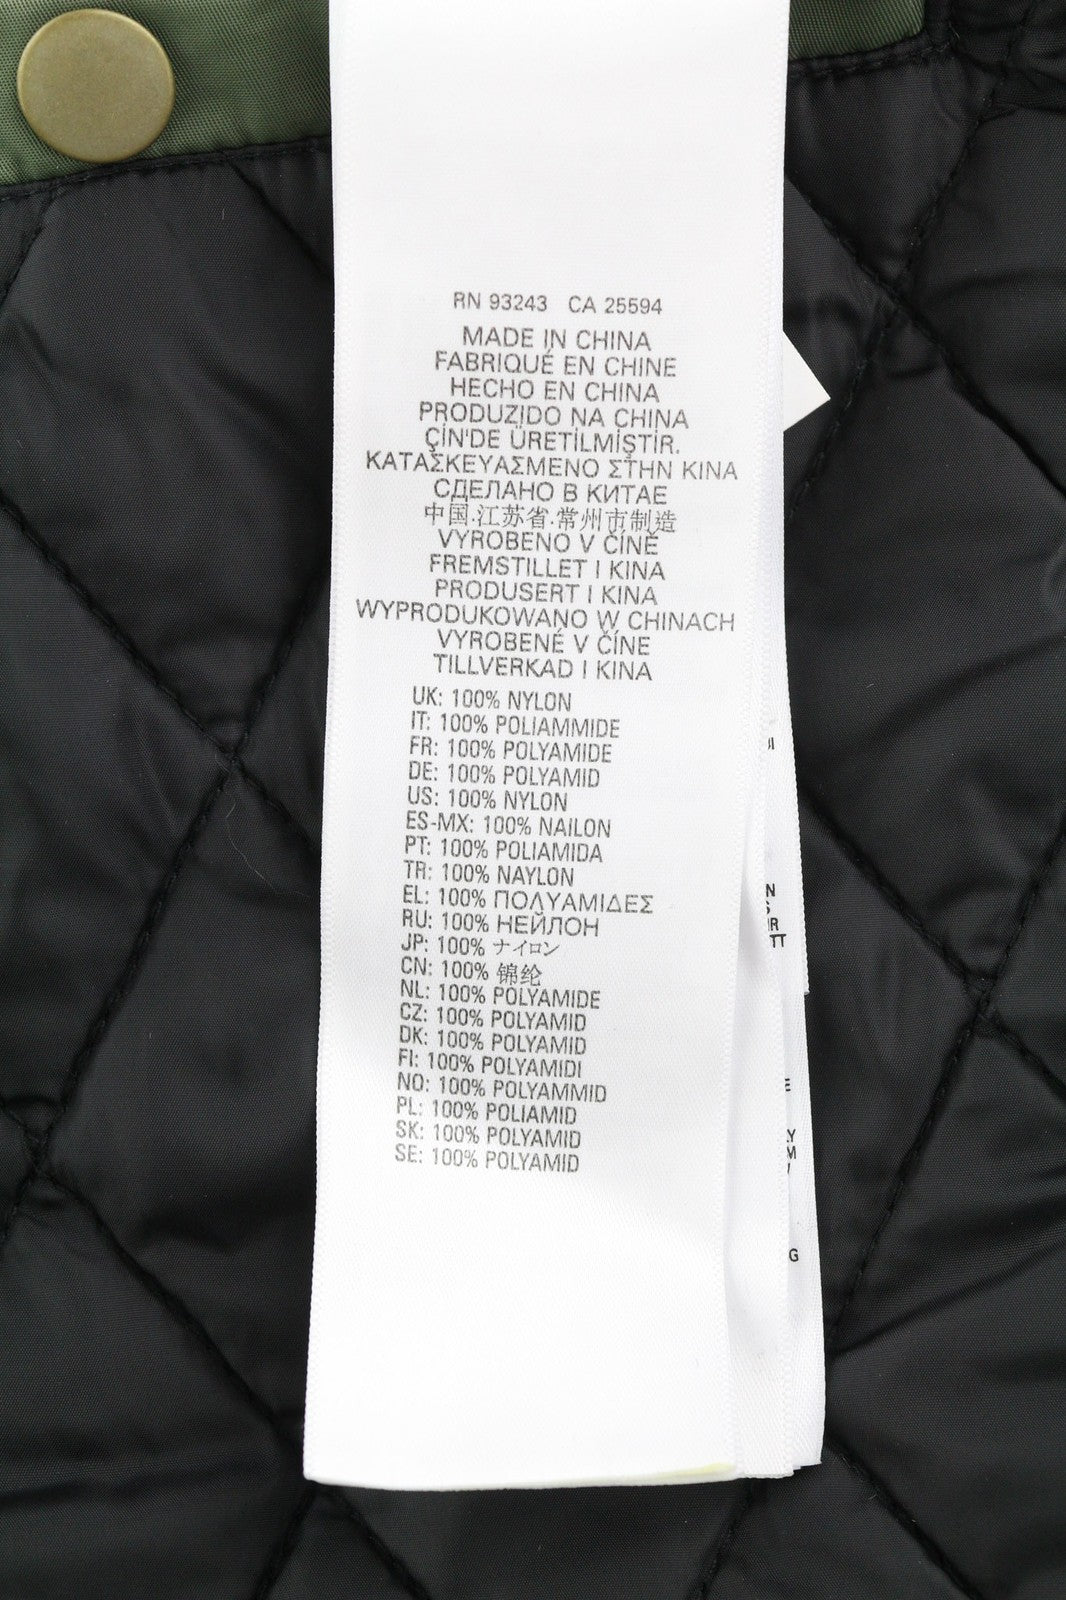 RN 93243 CA 25594
MADE IN CHINA
FABRIQUÉ EN CHINE
HECHO EN CHINA
PRODUZIDO NA CHINA
ÇİN'DE ÜRETİLMİŞTİR.
ΚΑΤΑΣΚΕΥΑΣΜΕΝΟ ΣΤΗΝ ΚΙΝΑ
СДЕЛАНО В КИТАЕ
中国.江苏省.常州市制造
VYROBENO V ČÍNĚ
FREMSTILLET I KINA
PRODUSERT I KINA
WYPRODUKOWANO W CHINACH
VYROBENÉ V ČÍNE
TILLVERKAD I KINA
UK: 100% NYLON
IT: 100% POLIAMMIDE
FR: 100% POLYAMIDE
DE: 100% POLYAMID
US: 100% NYLON
ES-MX: 100% NAILON
PT: 100% POLIAMIDA
TR: 100% NAYLON
EL: 100% ΠΟΛΥΑΜΙΔΕΣ
RU: 100% НЕЙЛОН
JP: 100% ナイロン
CN: 100% 锦纶
NL: 100% POLYAMIDE
CZ: 100% POLYAMID
DK: 100% POLYAMID
FI: 100% POLYAMIDI
NO: 100% POLYAMMID
PL: 100% POLIAMID
SK: 100% POLYAMID
SE: 100% POLYAMID